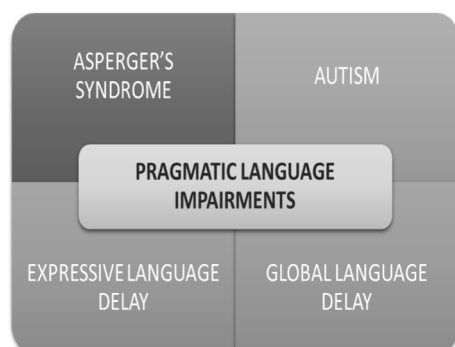 ASPERGER'S
SYNDROME
AUTISM
PRAGMATIC LANGUAGE
IMPAIRMENTS
EXPRESSIVE LANGUAGE
DELAY
GLOBAL LANGUAGE
DELAY